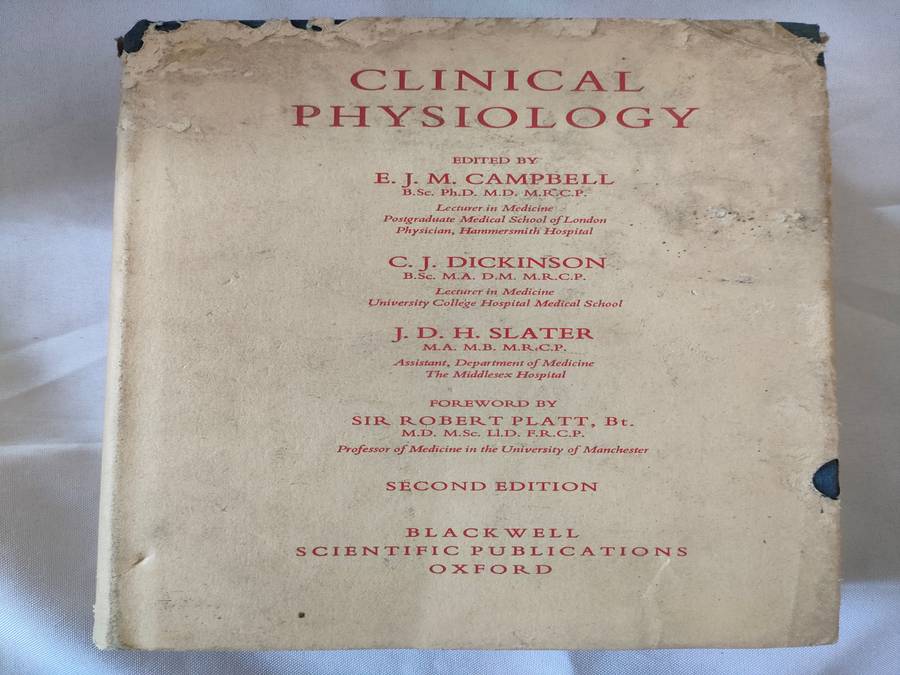 CLINICAL
PHYSIOLOGY
EDITED BY
E. J. M. CAMPBELL
B.Sc. Ph.D. M.D. M.R.C.P.
Lecturer in Medicine
Postgraduate Medical School of London
Physician, Hammersmith Hospital
C. J. DICKINSON
B.Sc. M.A. D.M. M.R.C.P.
Lecturer in Medicine
University College Hospital Medical School
J. D. H. SLATER
M.A. M.B. M.R.C.P.
Assistant, Department of Medicine
The Middlesex Hospital
FOREWORD BY
SIR ROBERT PLATT, Bt.
M.D. M.Sc. Ll.D. F.R.C.P.
Professor of Medicine in the University of Manchester
SECOND EDITION
BLACKWELL
SCIENTIFIC PUBLICATIONS
OXFORD